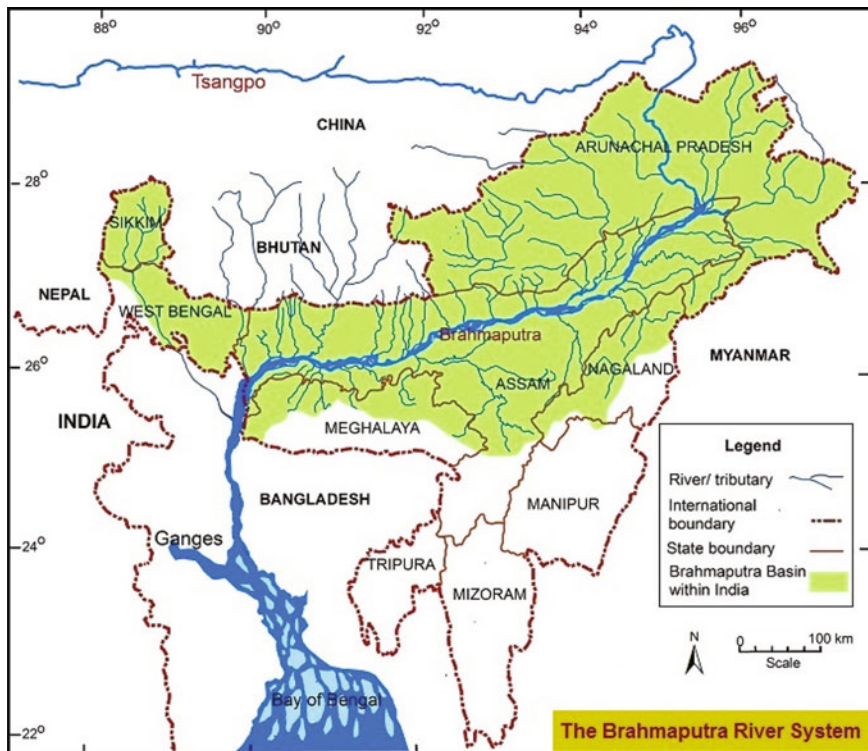 88°
90°
92°
94°
96°
Tsangpo
CHINA
ARUNACHAL PRADESH
28°
SIKKIM
BHUTAN
NEPAL
WEST BENGAL
Brahmaputra
26°
MYANMAR
NAGALAND
ASSAM
INDIA
MEGHALAYA
BANGLADESH
MANIPUR
Ganges
24°
TRIPURA
MIZORAM
Bay of Bengal
22°
Legend
River/ tributary
International
boundary
State boundary
Brahmaputra Basin
within India
N
0
100 km
Scale
The Brahmaputra River System